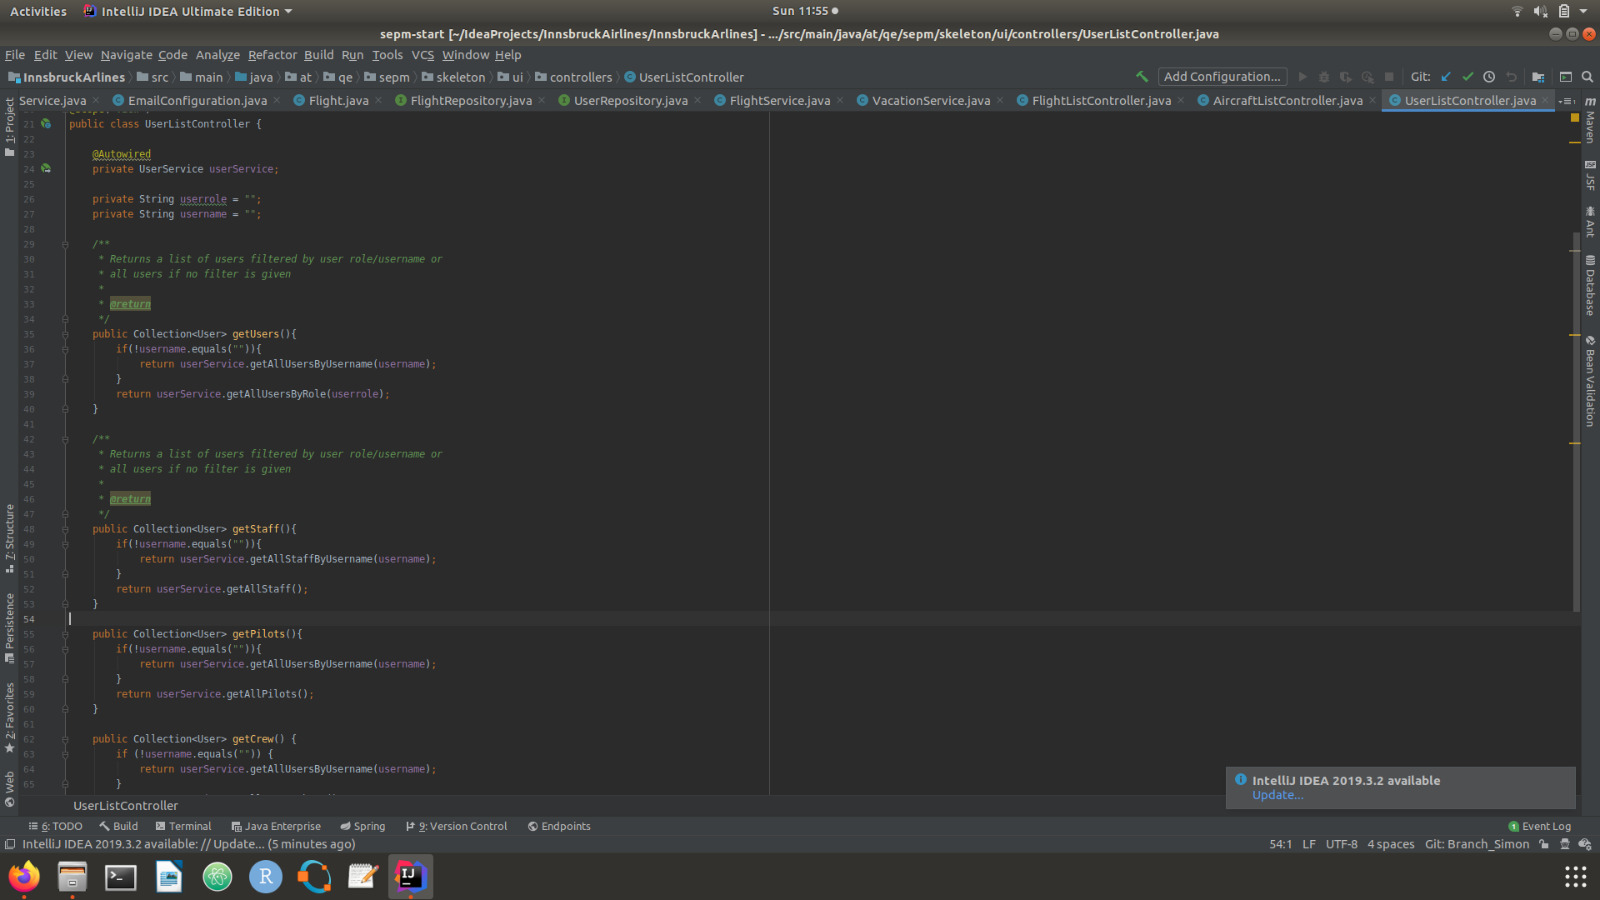 Activities
IntelliJ IDEA Ultimate Edition
Sun 11:55
sepm-start [~/IdeaProjects/InnsbruckAirlines/InnsbruckArlines] - .../src/main/java/at/qe/sepm/skeleton/ui/controllers/UserListController.java
File Edit View Navigate Code Analyze Refactor Build Run Tools VCS Window Help
InnsbruckArlines src main java at qe sepm skeleton ui controllers UserListController
Add Configuration... Git:
Service.java EmailConfiguration.java Flight.java FlightRepository.java UserRepository.java FlightService.java VacationService.java FlightListController.java AircraftListController.java UserListController.java
21 public class UserListController {
22
23 @Autowired
24 private UserService userService;
25
26 private String userrole = "";
27 private String username = "";
28
29 /**
30 * Returns a list of users filtered by user role/username or
31 * all users if no filter is given
32 *
33 * @return
34 */
35 public Collection<User> getUsers(){
36 if(!username.equals("")){
37 return userService.getAllUsersByUsername(username);
38 }
39 return userService.getAllUsersByRole(userrole);
40 }
41
42 /**
43 * Returns a list of users filtered by user role/username or
44 * all users if no filter is given
45 *
46 * @return
47 */
48 public Collection<User> getStaff(){
49 if(!username.equals("")){
50 return userService.getAllStaffByUsername(username);
51 }
52 return userService.getAllStaff();
53 }
54
55 public Collection<User> getPilots(){
56 if(!username.equals("")){
57 return userService.getAllUsersByUsername(username);
58 }
59 return userService.getAllPilots();
60 }
61
62 public Collection<User> getCrew() {
63 if (!username.equals("")) {
64 return userService.getAllUsersByUsername(username);
65 }
1: Project
7: Structure
Persistence
2: Favorites
Web
m
Maven
JSF
Ant
Database
Bean Validation
IntelliJ IDEA 2019.3.2 available
Update...
UserListController
6: TODO Build Terminal Java Enterprise Spring 9: Version Control Endpoints
1 Event Log
IntelliJ IDEA 2019.3.2 available: // Update... (5 minutes ago)
54:1 LF UTF-8 4 spaces Git: Branch_Simon
R
IJ